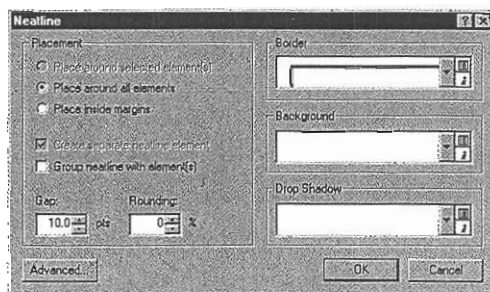 Neatline
Placement
Place around selected element(s)
Place around all elements
Place inside margins
Create separate neatline element
Group neatline with element(s)
Gap:
10.0 pts
Rounding:
0 %
Border
Background
Drop Shadow
Advanced...
OK
Cancel